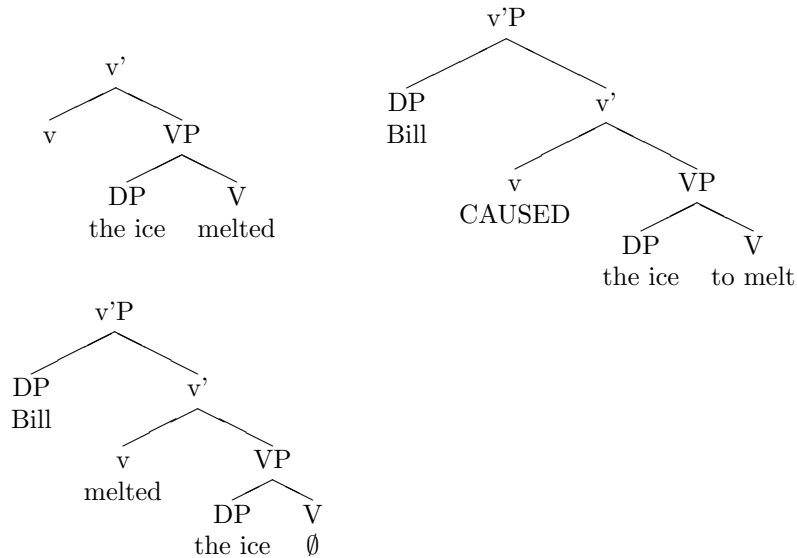 v'
v VP
DP V
the ice melted
v'P
DP v'
Bill
v VP
CAUSED
DP V
the ice to melt
v'P
DP v'
Bill
v VP
melted
DP V
the ice ∅